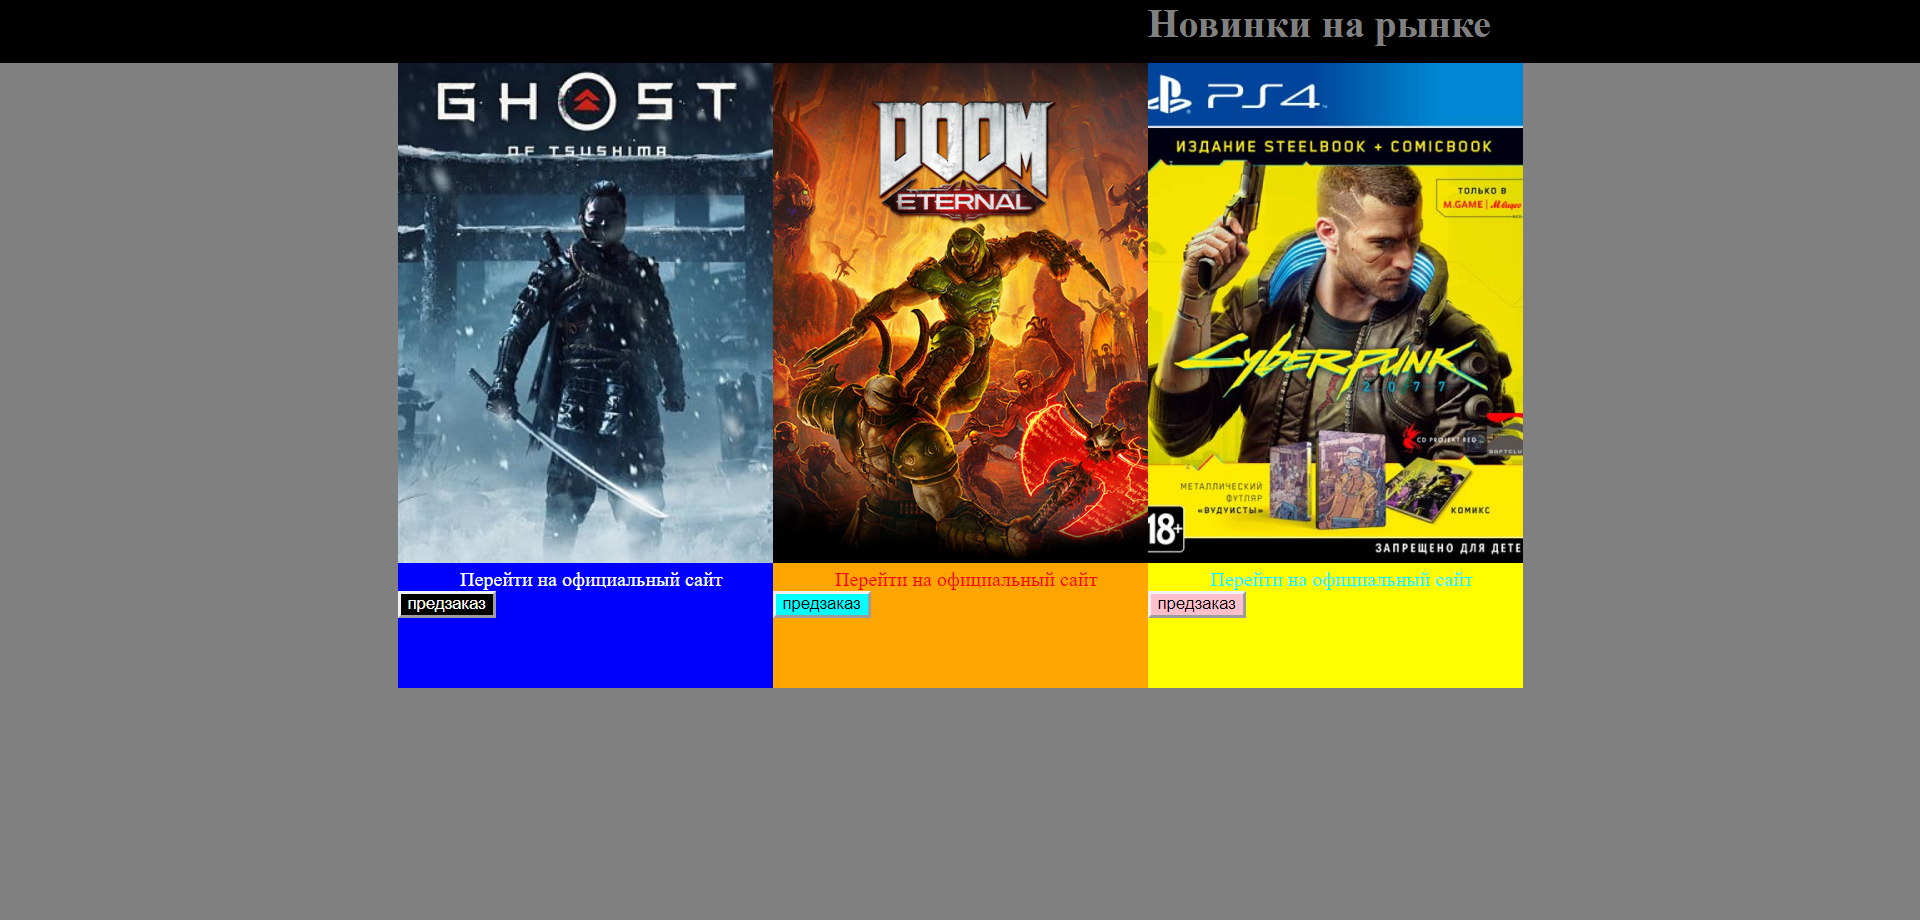 Новинки на рынке
GHOST
OF TSUSHIMA
DOOM
ETERNAL
PS4
ИЗДАНИЕ STEELBOOK + COMICBOOK
ТОЛЬКО В
M.GAME | М.Видео
CYBERPUNK
2077
CD PROJEKT RED
SOFTCLU
МЕТАЛЛИЧЕСКИЙ
ФУТЛЯР
«ВУДУИСТЫ»
КОМИКС
18+
ЗАПРЕЩЕНО ДЛЯ ДЕТЕ
Перейти на официальный сайт
предзаказ
Перейти на официальный сайт
предзаказ
Перейти на официальный сайт
предзаказ